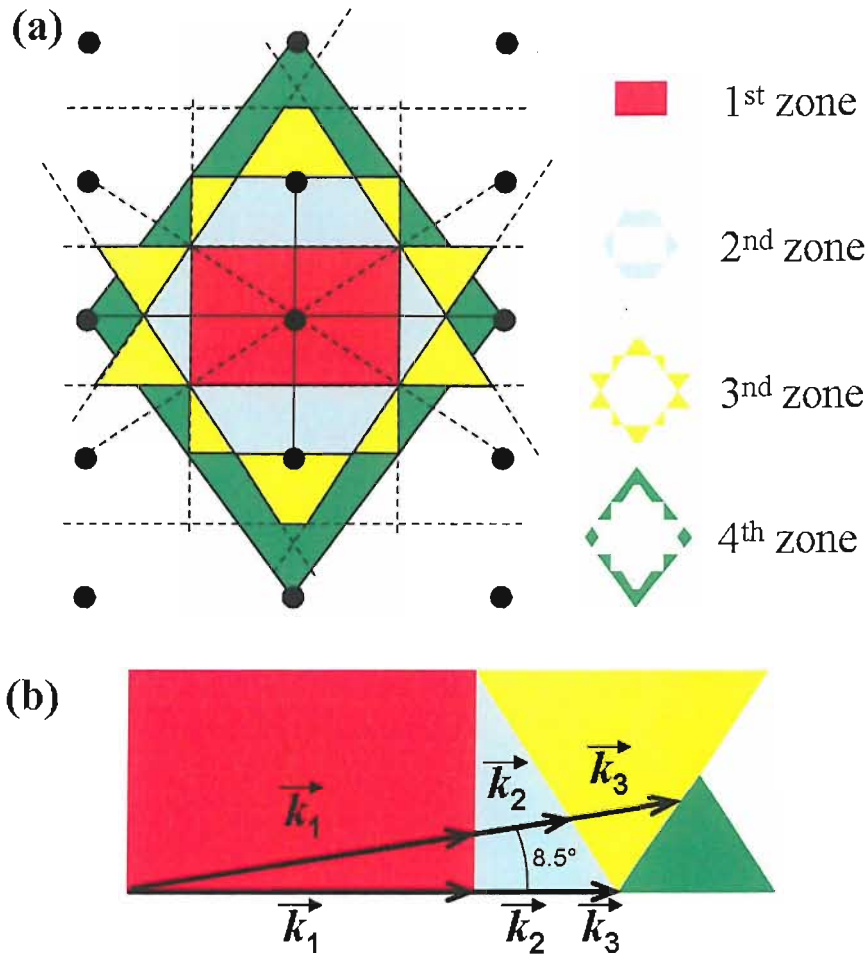 (a)
1st zone
2nd zone
3nd zone
4th zone
(b)
k1
k2
k3
8.5°
k1
k2
k3